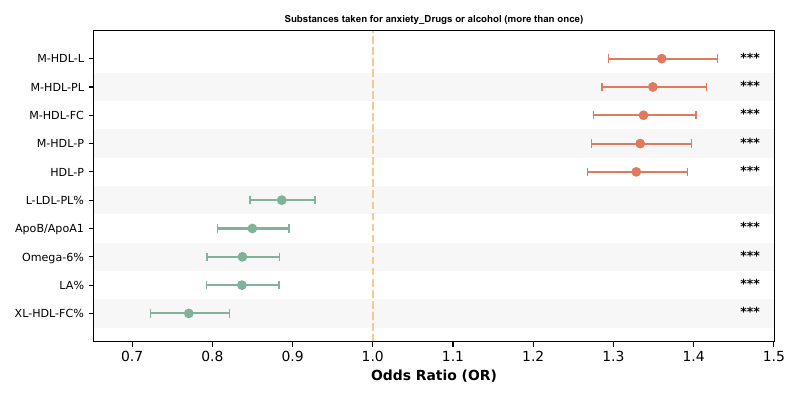 Substances taken for anxiety_Drugs or alcohol (more than once)
M-HDL-L ***
M-HDL-PL ***
M-HDL-FC ***
M-HDL-P ***
HDL-P ***
L-LDL-PL%
ApoB/ApoA1 ***
Omega-6% ***
LA% ***
XL-HDL-FC% ***
0.7 0.8 0.9 1.0 1.1 1.2 1.3 1.4 1.5
Odds Ratio (OR)